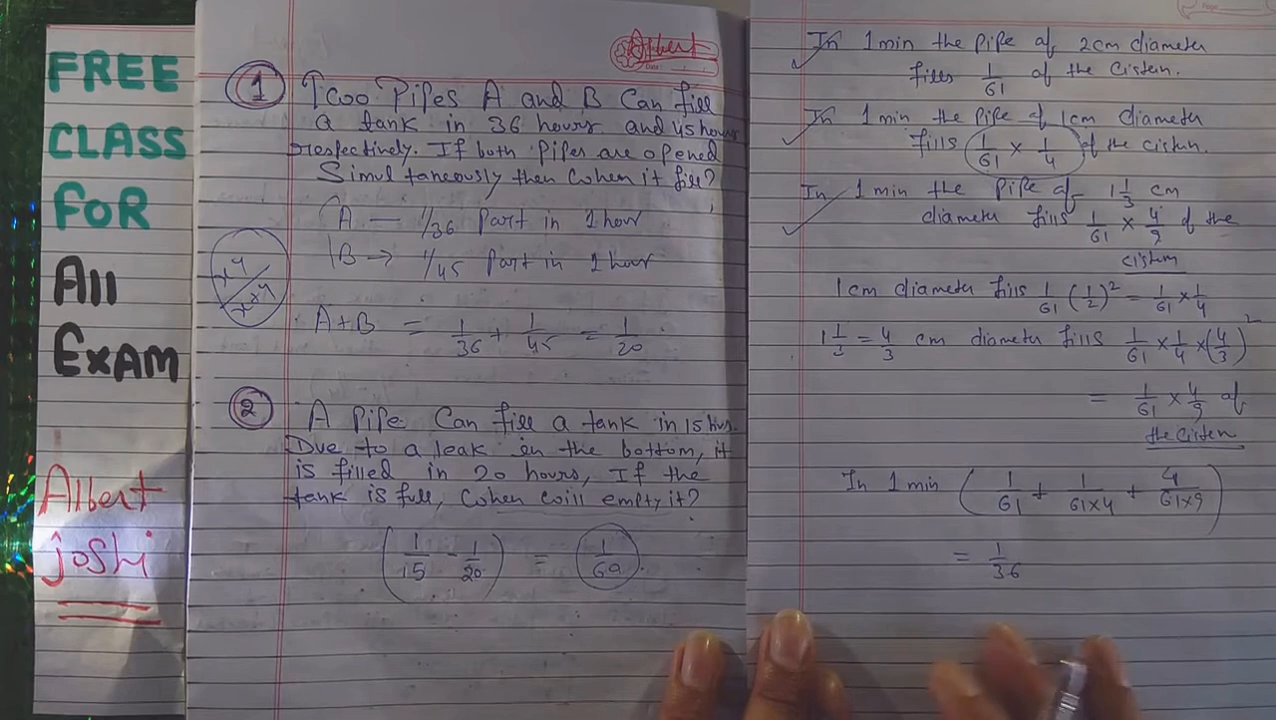 FREE
CLASS
FOR
All
EXAM
Albert
joshi
Albert
1 Two Pipes A and B Can fill
a tank in 36 hours and 45 hours
respectively. If both Pipes are opened
Simultaneously then when it fill?
A — 1/36 Part in 1 hour
B → 1/45 Part in 1 hour
A+B = 1/36 + 1/45 = 1/20
2 A Pipe Can fill a tank in 15 hrs.
Due to a leak in the bottom, it
is filled in 20 hours, If the
tank is full, when will empty it?
(1/15 - 1/20) = 1/60.
In 1 min the Pipe of 2cm diameter
fills 1/61 of the Cistern.
In 1 min the pipe of 1cm diameter
fills (1/61 × 1/4) of the cistern.
In 1 min the pipe of 1 1/3 cm
diameter fills 1/61 × 4/9 of the
cistern
1cm diameter fills 1/61 (1/2)² = 1/61 × 1/4
1 1/3 = 4/3 cm diameter fills 1/61 × 1/4 × (4/3)²
= 1/61 × 4/9 of
the Cistern
In 1 min (1/61 + 1/61×4 + 4/61×9)
= 1/36